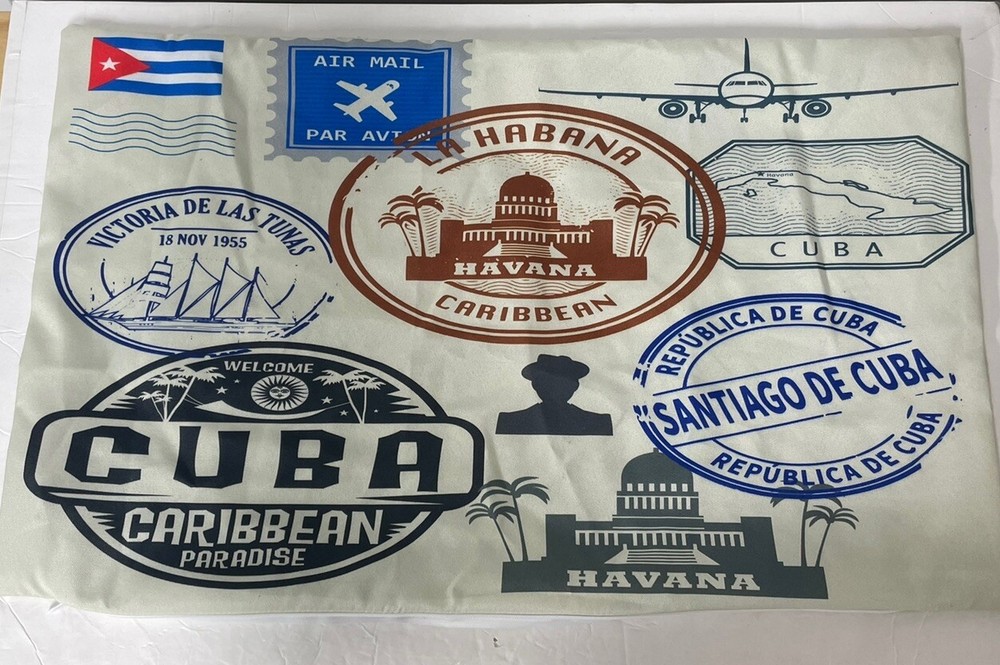 AIR MAIL
PAR AVION
LA HABANA
HAVANA
CARIBBEAN
Havana
CUBA
VICTORIA DE LAS TUNAS
18 NOV 1955
REPÚBLICA DE CUBA
SANTIAGO DE CUBA
REPÚBLICA DE CUBA
WELCOME
CUBA
CARIBBEAN
PARADISE
HAVANA